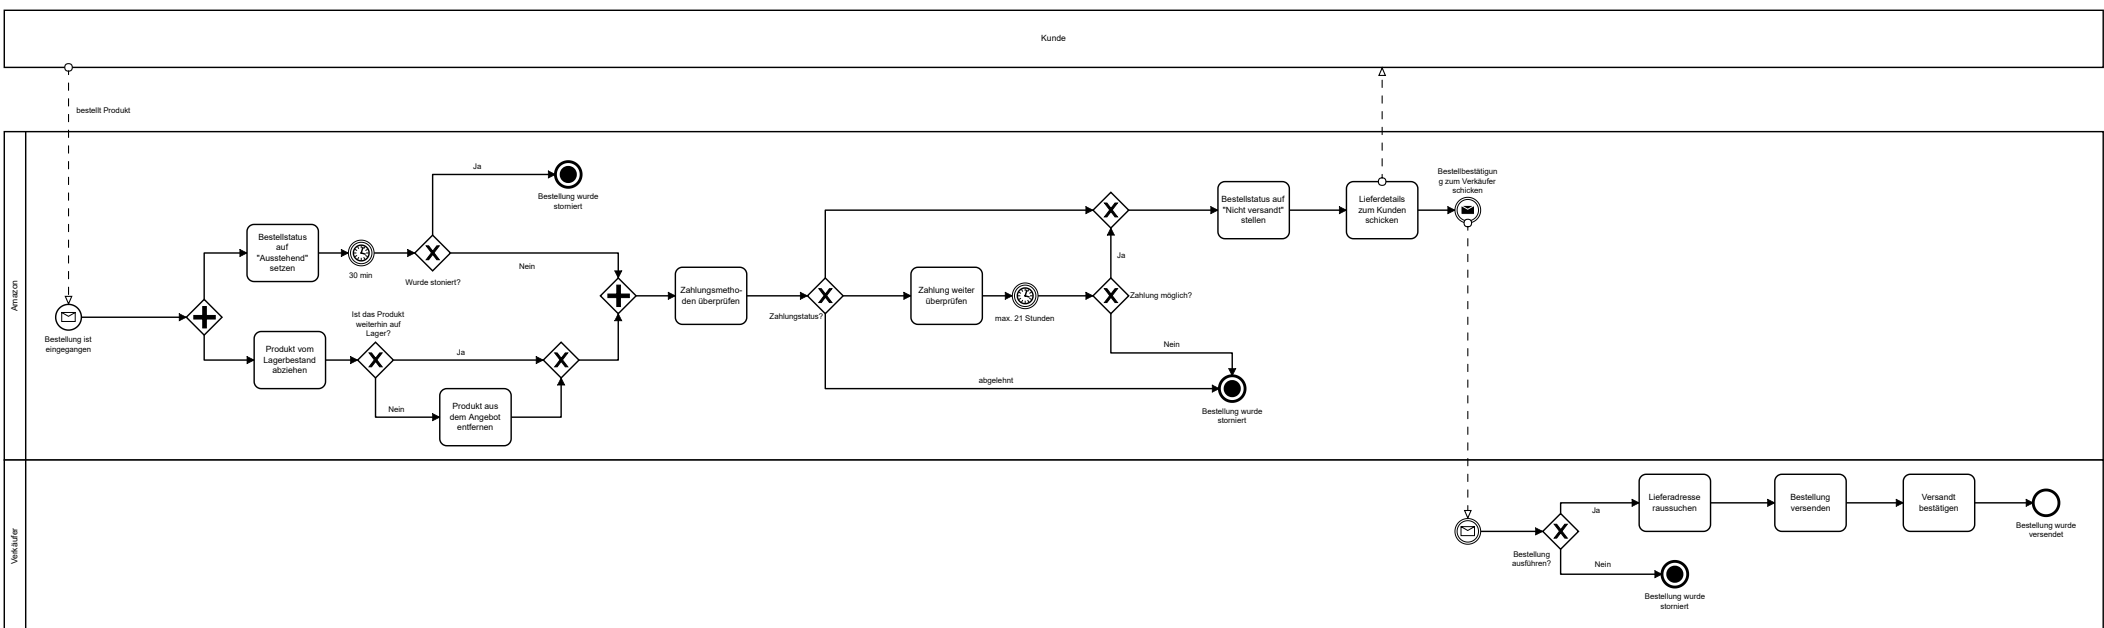 Kunde
bestellt Produkt
Amazon
Bestellung ist
eingegangen
Bestellstatus
auf
"Ausstehend"
setzen
30 min
Wurde stoniert?
Ja
Bestellung wurde
storniert
Nein
Produkt vom
Lagerbestand
abziehen
Ist das Produkt
weiterhin auf
Lager?
Ja
Nein
Produkt aus
dem Angebot
entfernen
Zahlungsmetho-
den überprüfen
Zahlungstatus?
Zahlung weiter
überprüfen
max. 21 Stunden
Zahlung möglich?
Ja
Nein
abgelehnt
Bestellung wurde
storniert
Bestellstatus auf
"Nicht versandt"
stellen
Lieferdetails
zum Kunden
schicken
Bestellbestätigun
g zum Verkäufer
schicken
Verkäufer
Bestellung
ausführen?
Ja
Nein
Lieferadresse
raussuchen
Bestellung
versenden
Versandt
bestätigen
Bestellung wurde
versendet
Bestellung wurde
storniert